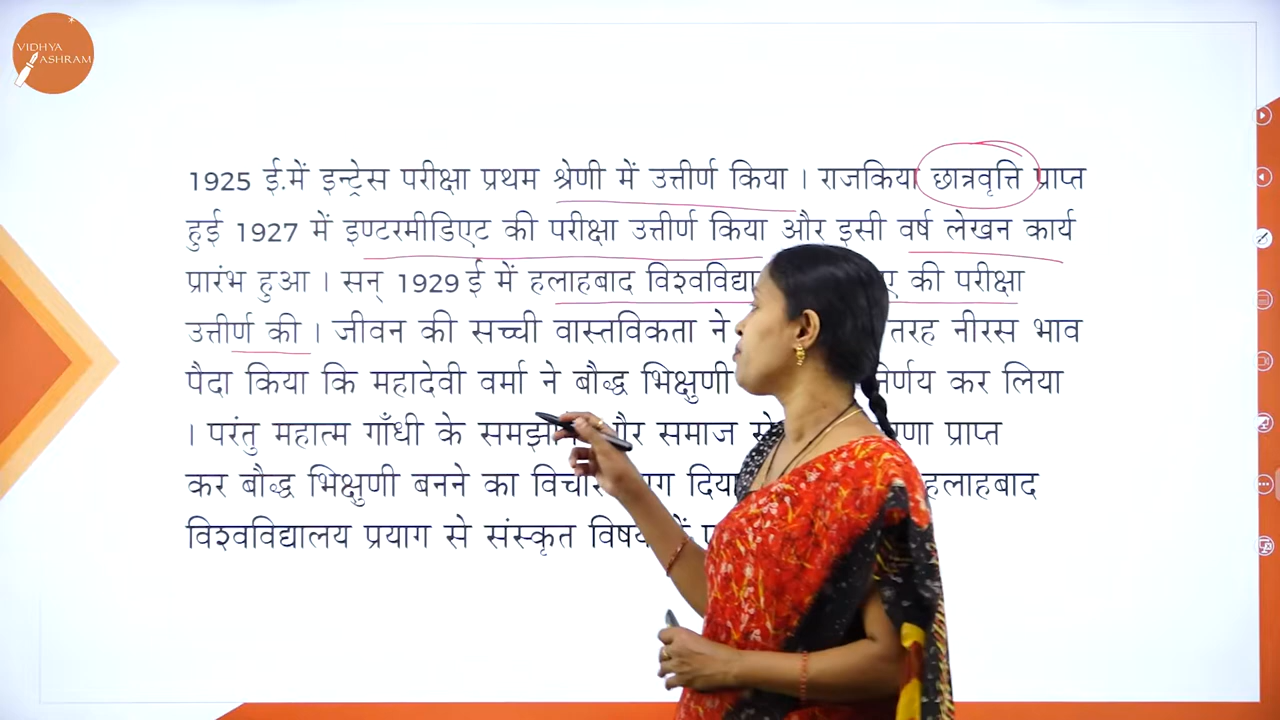 VIDHYA
ASHRAM
1925 ई.में इन्ट्रेस परीक्षा प्रथम श्रेणी में उत्तीर्ण किया । राजकिया छात्रवृत्ति प्राप्त
हुई 1927 में इण्टरमीडिएट की परीक्षा उत्तीर्ण किया और इसी वर्ष लेखन कार्य
प्रारंभ हुआ । सन् 1929 ई में हलाहबाद की परीक्षा
उत्तीर्ण की । जीवन की सच्ची वास्तविकता ने तरह नीरस भाव
पैदा किया कि महादेवी वर्मा ने बौद्ध भिक्षुणी निर्णय कर लिया
। परंतु महात्म गाँधी के और समाज प्राप्त
कर बौद्ध भिक्षुणी बनने का विचार दिया हलाहबाद
विश्वविद्यालय प्रयाग से संस्कृत विषय